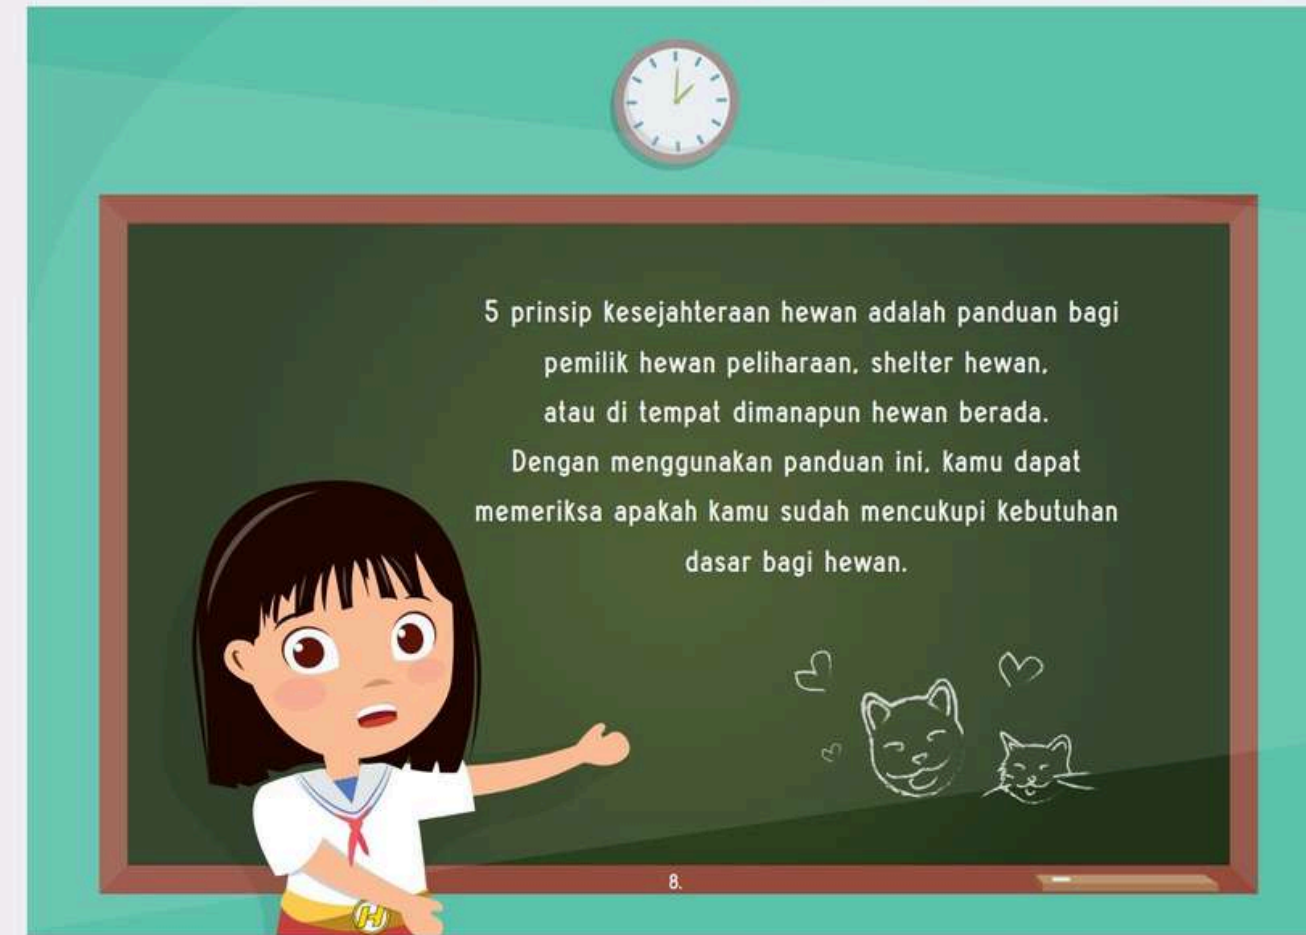 5 prinsip kesejahteraan hewan adalah panduan bagi
pemilik hewan peliharaan, shelter hewan,
atau di tempat dimanapun hewan berada.
Dengan menggunakan panduan ini, kamu dapat
memeriksa apakah kamu sudah mencukupi kebutuhan
dasar bagi hewan.
8.
H